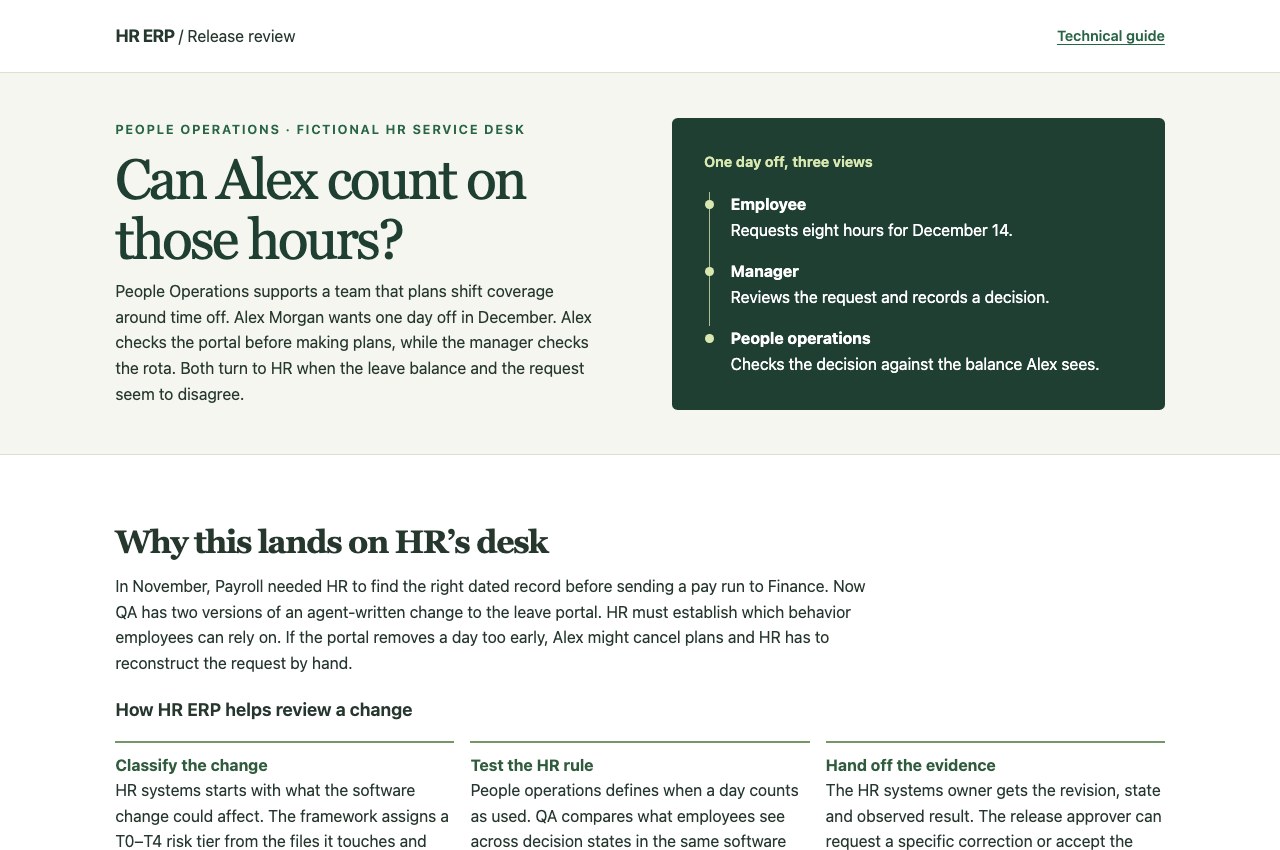 HR ERP / Release review
Technical guide
PEOPLE OPERATIONS · FICTIONAL HR SERVICE DESK
Can Alex count on
those hours?
People Operations supports a team that plans shift coverage
around time off. Alex Morgan wants one day off in December. Alex
checks the portal before making plans, while the manager checks
the rota. Both turn to HR when the leave balance and the request
seem to disagree.
One day off, three views
Employee
Requests eight hours for December 14.
Manager
Reviews the request and records a decision.
People operations
Checks the decision against the balance Alex sees.
Why this lands on HR’s desk
In November, Payroll needed HR to find the right dated record before sending a pay run to Finance. Now
QA has two versions of an agent-written change to the leave portal. HR must establish which behavior
employees can rely on. If the portal removes a day too early, Alex might cancel plans and HR has to
reconstruct the request by hand.
How HR ERP helps review a change
Classify the change
HR systems starts with what the software
change could affect. The framework assigns a
T0–T4 risk tier from the files it touches and
Test the HR rule
People operations defines when a day counts
as used. QA compares what employees see
across decision states in the same software
Hand off the evidence
The HR systems owner gets the revision, state
and observed result. The release approver can
request a specific correction or accept the